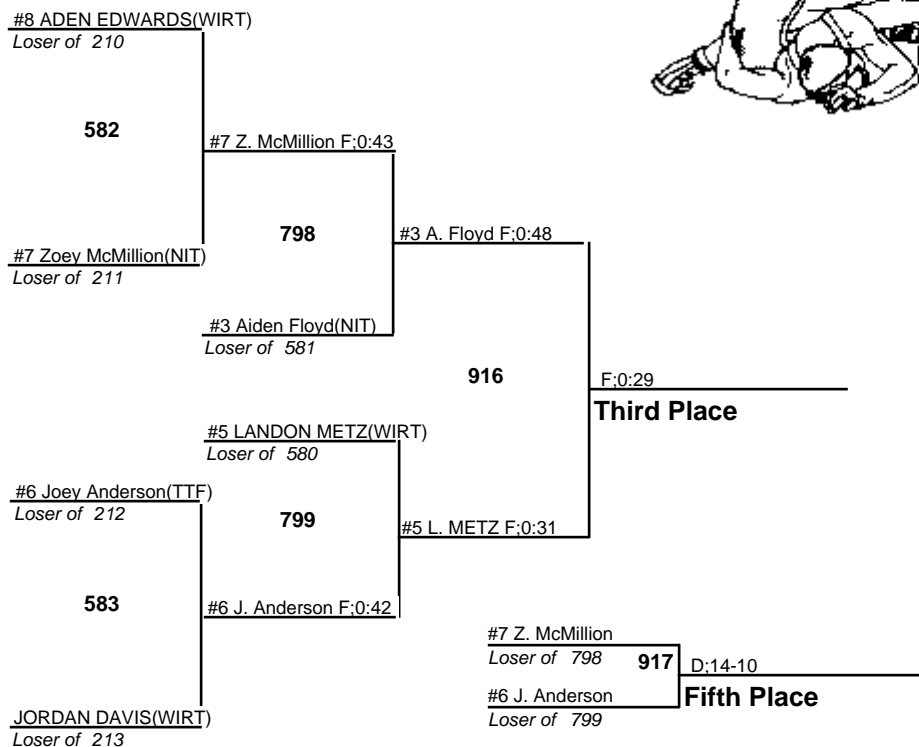 #8 ADEN EDWARDS(WIRT)
Loser of 210
582
#7 Z. McMillion F;0:43
798
#3 A. Floyd F;0:48
#7 Zoey McMillion(NIT)
Loser of 211
#3 Aiden Floyd(NIT)
Loser of 581
916
F;0:29
Third Place
#5 LANDON METZ(WIRT)
Loser of 580
#6 Joey Anderson(TTF)
Loser of 212
799
#5 L. METZ F;0:31
583
#6 J. Anderson F;0:42
#7 Z. McMillion
Loser of 798
917
D;14-10
Fifth Place
#6 J. Anderson
Loser of 799
JORDAN DAVIS(WIRT)
Loser of 213